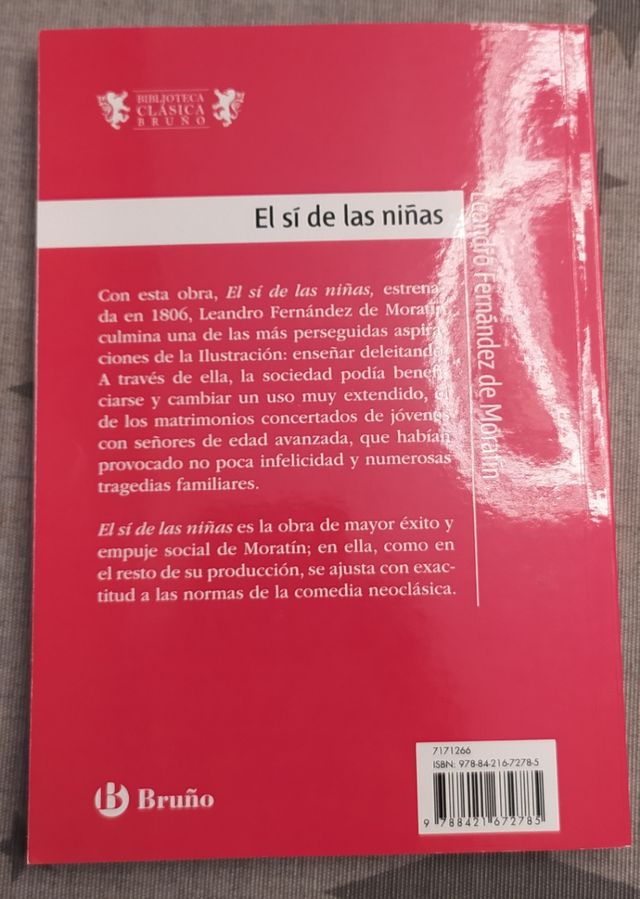 BIBLIOTECA
CLÁSICA
BRUÑO
El sí de las niñas
Leandro Fernández de Moratín
Con esta obra, El sí de las niñas, estrena-
da en 1806, Leandro Fernández de Moratín
culmina una de las más perseguidas aspira-
ciones de la Ilustración: enseñar deleitando.
A través de ella, la sociedad podía benefi-
ciarse y cambiar un uso muy extendido, el
de los matrimonios concertados de jóvenes
con señores de edad avanzada, que habían
provocado no poca infelicidad y numerosas
tragedias familiares.
El sí de las niñas es la obra de mayor éxito y
empuje social de Moratín; en ella, como en
el resto de su producción, se ajusta con exac-
titud a las normas de la comedia neoclásica.
7171266
ISBN: 978-84-216-7278-5
9 788421 672785
B Bruño